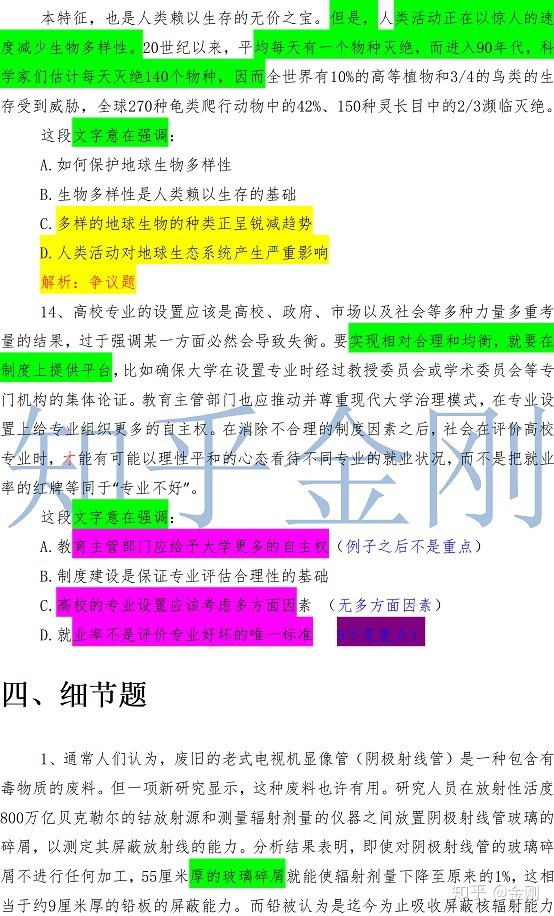 本特征，也是人类赖以生存的无价之宝。但是，人类活动正在以惊人的速
度减少生物多样性。20世纪以来，平均每天有一个物种灭绝，而进入90年代，科
学家们估计每天灭绝140个物种，因而全世界有10%的高等植物和3/4的鸟类的生
存受到威胁，全球270种龟类爬行动物中的42%、150种灵长目中的2/3濒临灭绝。
这段文字意在强调：
A.如何保护地球生物多样性
B.生物多样性是人类赖以生存的基础
C.多样的地球生物的种类正呈锐减趋势
D.人类活动对地球生态系统产生严重影响
解析：争议题
14、高校专业的设置应该是高校、政府、市场以及社会等多种力量多重考
量的结果，过于强调某一方面必然会导致失衡。要实现相对合理和均衡，就要在
制度上提供平台，比如确保大学在设置专业时经过教授委员会或学术委员会等专
门机构的集体论证。教育主管部门也应推动并尊重现代大学治理模式，在专业设
置上给专业组织更多的自主权。在消除不合理的制度因素之后，社会在评价高校
专业时，才能有可能以理性平和的心态看待不同专业的就业状况，而不是把就业
率的红牌等同于“专业不好”。
知乎金刚
这段文字意在强调：
A.教育主管部门应给予大学更多的自主权（例子之后不是重点）
B.制度建设是保证专业评估合理性的基础
C.高校的专业设置应该考虑多方面因素 （无多方面因素）
D.就业率不是评价专业好坏的唯一标准 不是重点）
四、细节题
1、通常人们认为，废旧的老式电视机显像管（阴极射线管）是一种包含有
毒物质的废料。但一项新研究显示，这种废料也许有用。研究人员在放射性活度
800万亿贝克勒尔的钴放射源和测量辐射剂量的仪器之间放置阴极射线管玻璃的
碎屑，以测定其屏蔽放射线的能力。分析结果表明，即使对阴极射线管的玻璃碎
屑不进行任何加工，55厘米厚的玻璃碎屑就能使辐射剂量下降至原来的1%，这相
当于约9厘米厚的铅板的屏蔽能力。而铅被认为是迄今为止吸收屏蔽核辐射能力
知乎 @金刚